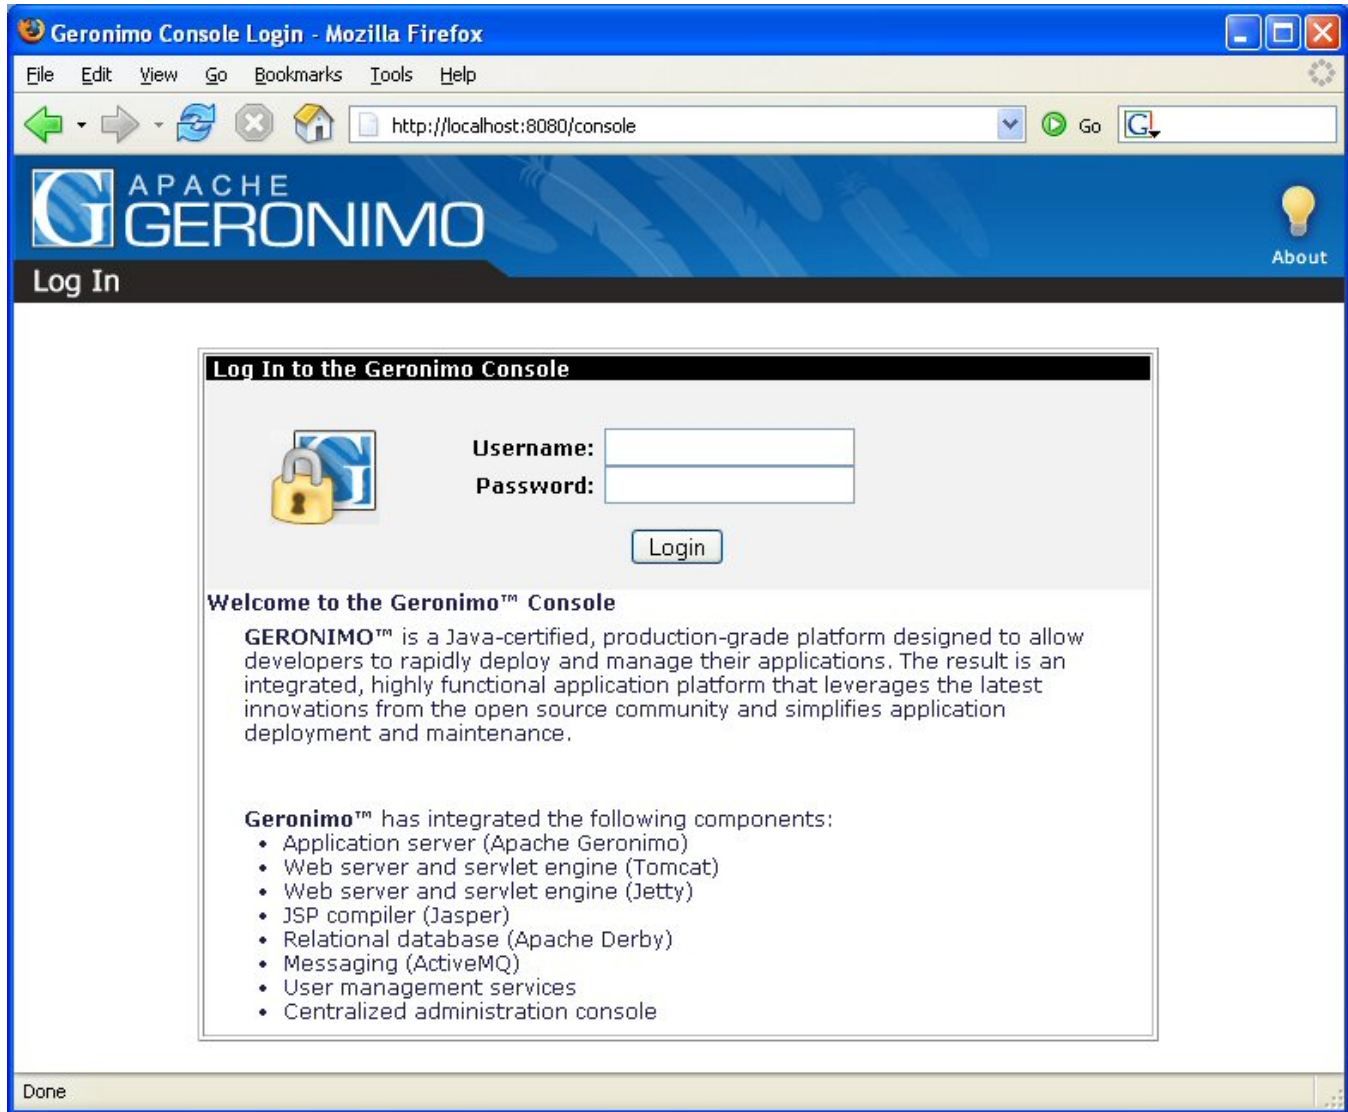 Geronimo Console Login - Mozilla Firefox
File Edit View Go Bookmarks Tools Help
http://localhost:8080/console Go G
APACHE
GERONIMO
About
Log In
Log In to the Geronimo Console
Username:
Password:
Login
Welcome to the Geronimo™ Console
GERONIMO™ is a Java-certified, production-grade platform designed to allow
developers to rapidly deploy and manage their applications. The result is an
integrated, highly functional application platform that leverages the latest
innovations from the open source community and simplifies application
deployment and maintenance.
Geronimo™ has integrated the following components:
• Application server (Apache Geronimo)
• Web server and servlet engine (Tomcat)
• Web server and servlet engine (Jetty)
• JSP compiler (Jasper)
• Relational database (Apache Derby)
• Messaging (ActiveMQ)
• User management services
• Centralized administration console
Done